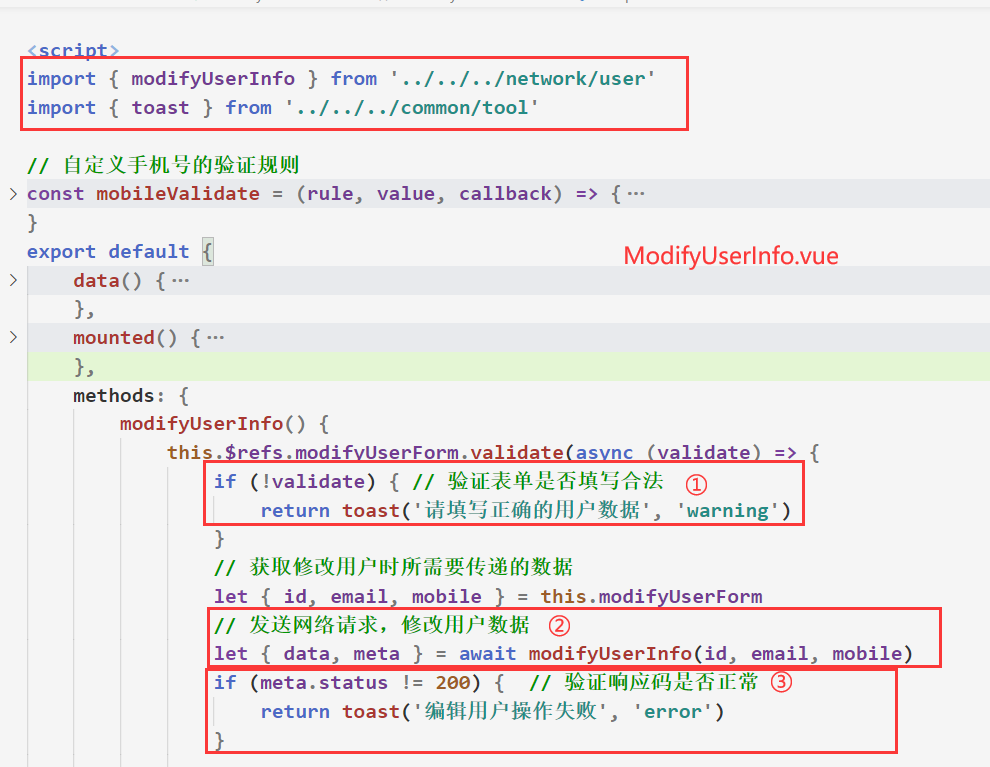 <script>
import { modifyUserInfo } from '../../../network/user'
import { toast } from '../../../common/tool'
// 自定义手机号的验证规则
const mobileValidate = (rule, value, callback) => { ···
}
export default {
ModifyUserInfo.vue
data() { ···
},
mounted() { ···
},
methods: {
modifyUserInfo() {
this.$refs.modifyUserForm.validate(async (validate) => {
if (!validate) { // 验证表单是否填写合法 ①
return toast('请填写正确的用户数据', 'warning')
}
// 获取修改用户时所需要传递的数据
let { id, email, mobile } = this.modifyUserForm
// 发送网络请求，修改用户数据 ②
let { data, meta } = await modifyUserInfo(id, email, mobile)
if (meta.status != 200) { // 验证响应码是否正常 ③
return toast('编辑用户操作失败', 'error')
}